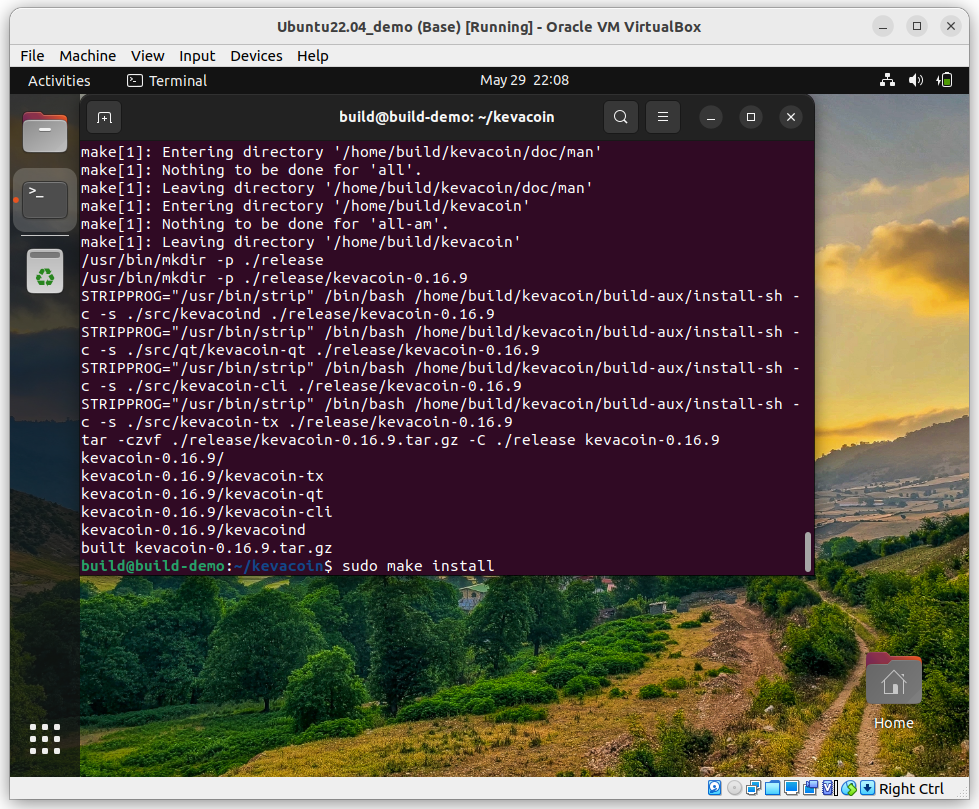 Ubuntu22.04_demo (Base) [Running] - Oracle VM VirtualBox
File Machine View Input Devices Help
Activities Terminal May 29 22:08
build@build-demo: ~/kevacoin
make[1]: Entering directory '/home/build/kevacoin/doc/man'
make[1]: Nothing to be done for 'all'.
make[1]: Leaving directory '/home/build/kevacoin/doc/man'
make[1]: Entering directory '/home/build/kevacoin'
make[1]: Nothing to be done for 'all-am'.
make[1]: Leaving directory '/home/build/kevacoin'
/usr/bin/mkdir -p ./release
/usr/bin/mkdir -p ./release/kevacoin-0.16.9
STRIPPROG="/usr/bin/strip" /bin/bash /home/build/kevacoin/build-aux/install-sh -
c -s ./src/kevacoind ./release/kevacoin-0.16.9
STRIPPROG="/usr/bin/strip" /bin/bash /home/build/kevacoin/build-aux/install-sh -
c -s ./src/qt/kevacoin-qt ./release/kevacoin-0.16.9
STRIPPROG="/usr/bin/strip" /bin/bash /home/build/kevacoin/build-aux/install-sh -
c -s ./src/kevacoin-cli ./release/kevacoin-0.16.9
STRIPPROG="/usr/bin/strip" /bin/bash /home/build/kevacoin/build-aux/install-sh -
c -s ./src/kevacoin-tx ./release/kevacoin-0.16.9
tar -czvf ./release/kevacoin-0.16.9.tar.gz -C ./release kevacoin-0.16.9
kevacoin-0.16.9/
kevacoin-0.16.9/kevacoin-tx
kevacoin-0.16.9/kevacoin-qt
kevacoin-0.16.9/kevacoin-cli
kevacoin-0.16.9/kevacoind
built kevacoin-0.16.9.tar.gz
build@build-demo:~/kevacoin$ sudo make install
Home
Right Ctrl